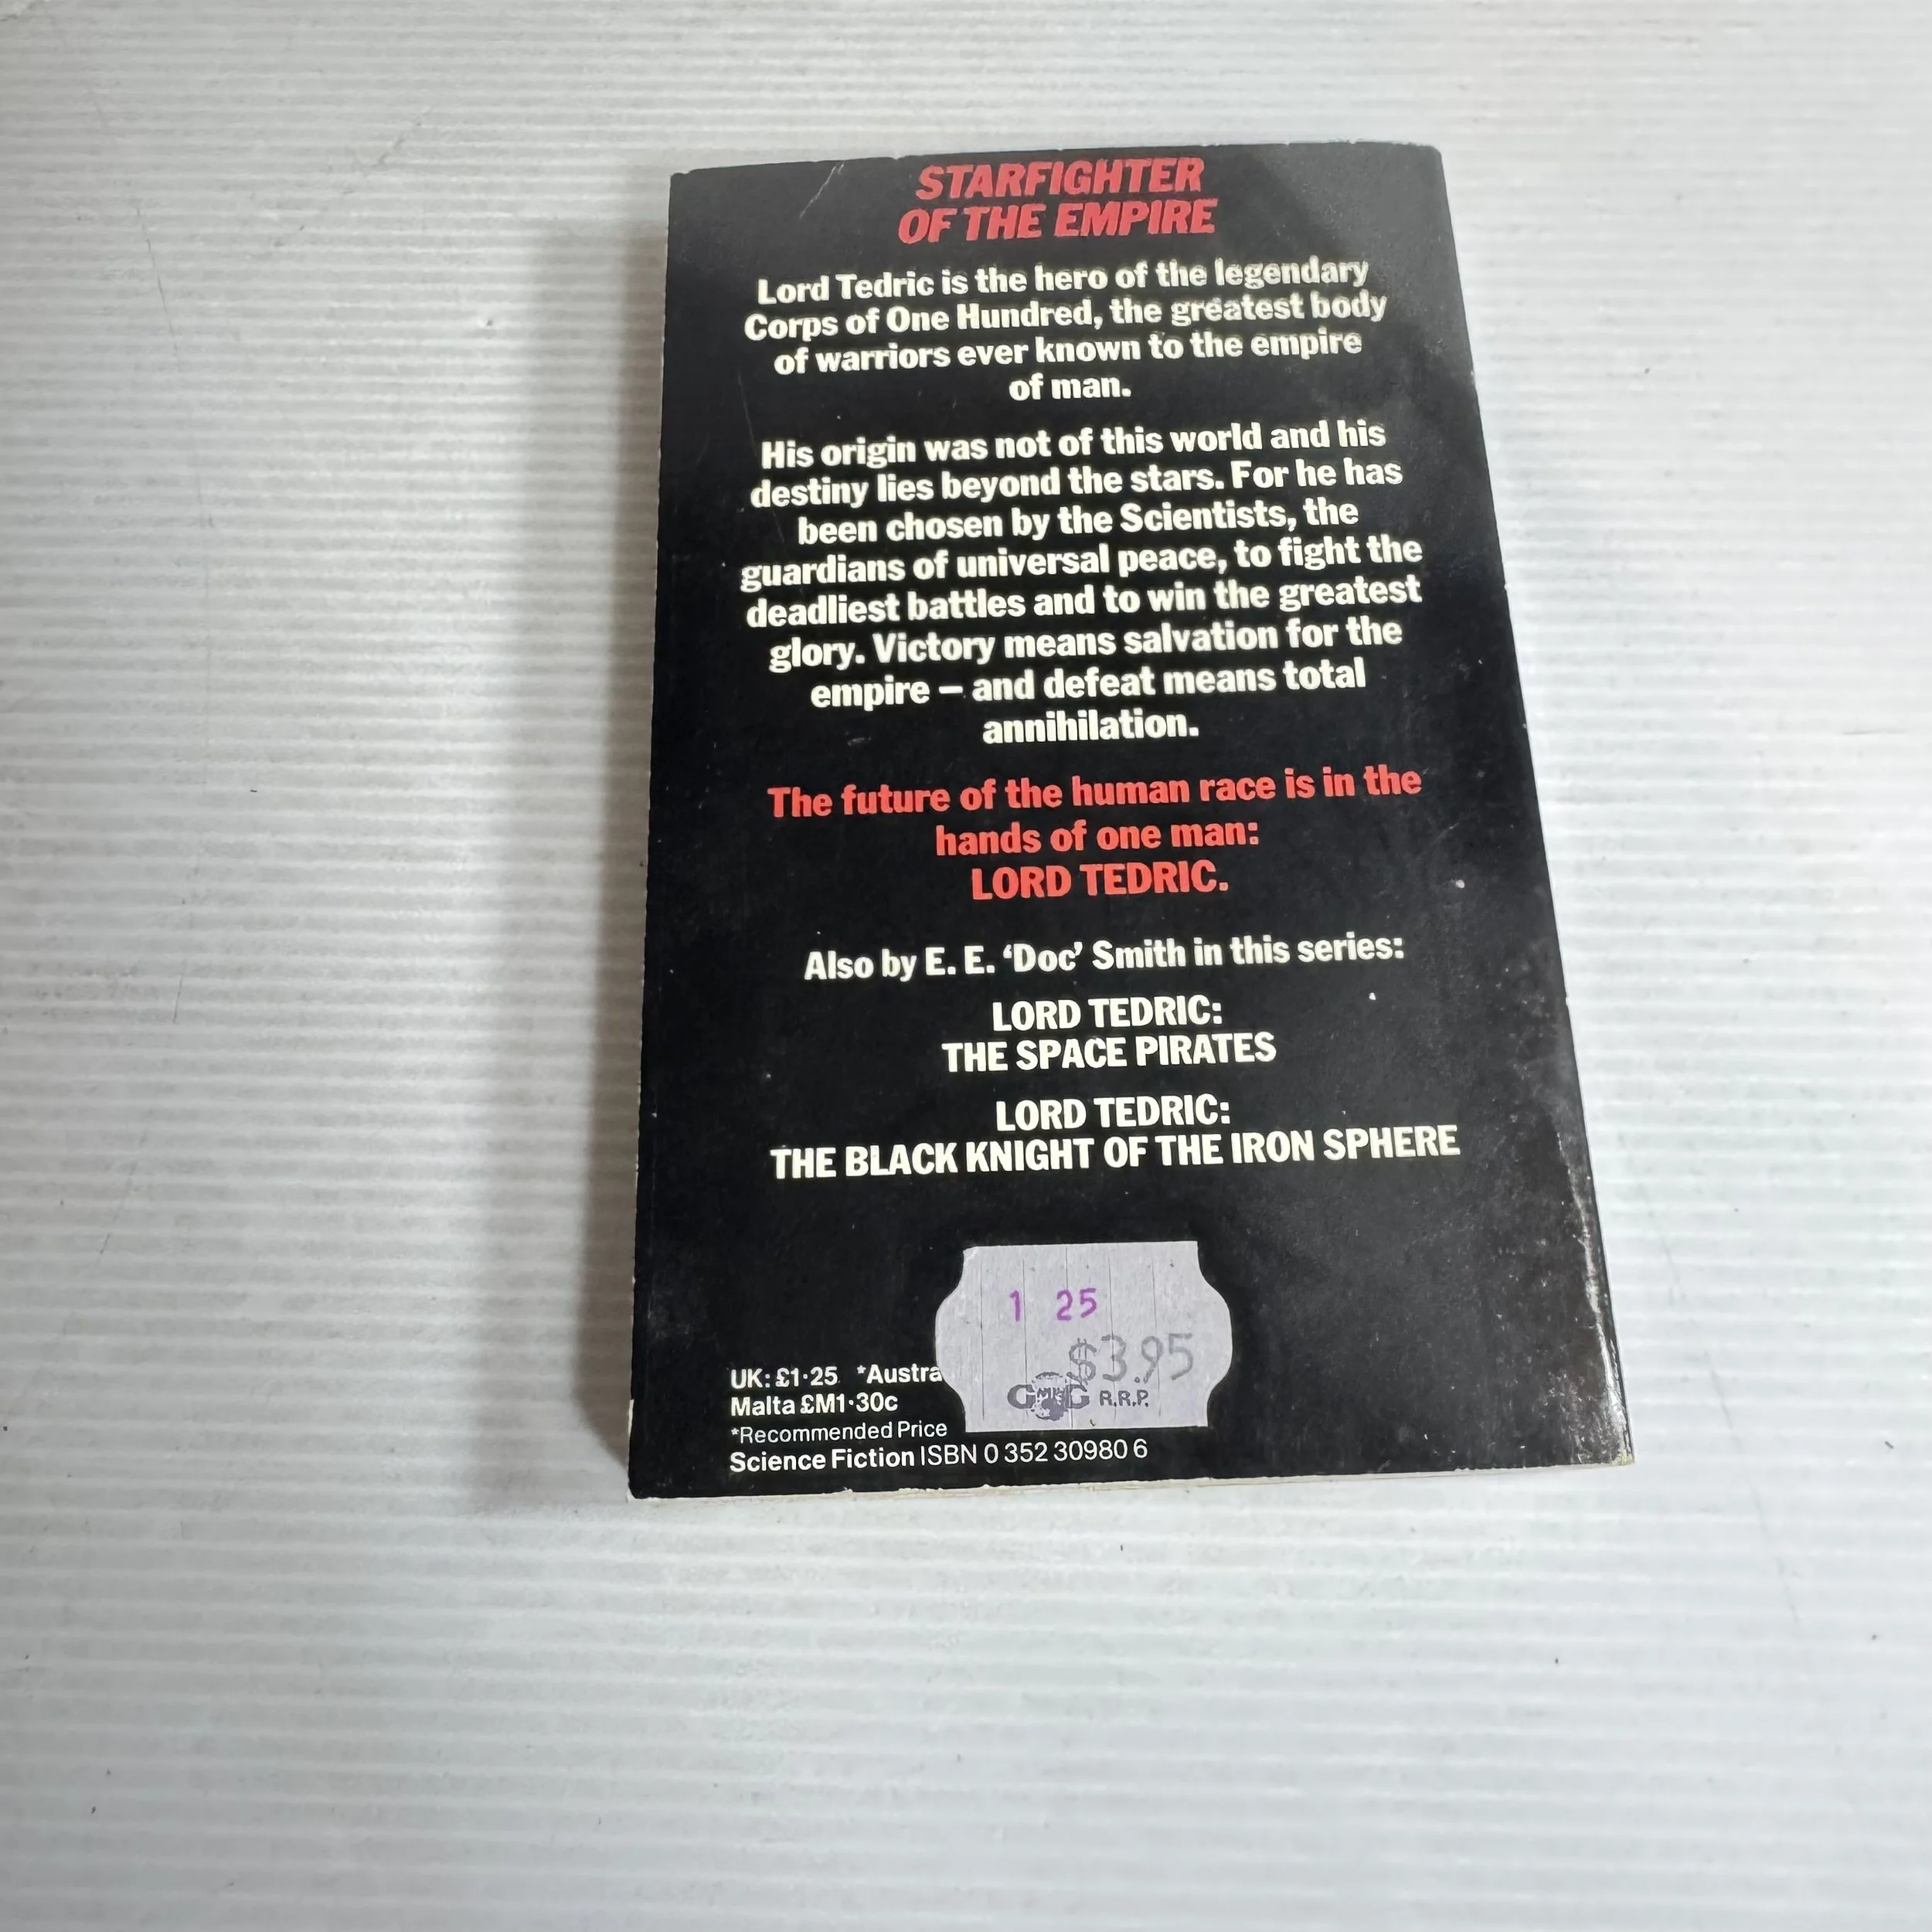 STARFIGHTER
OF THE EMPIRE
Lord Tedric is the hero of the legendary
Corps of One Hundred, the greatest body
of warriors ever known to the empire
of man.
His origin was not of this world and his
destiny lies beyond the stars. For he has
been chosen by the Scientists, the
guardians of universal peace, to fight the
deadliest battles and to win the greatest
glory. Victory means salvation for the
empire – and defeat means total
annihilation.
The future of the human race is in the
hands of one man:
LORD TEDRIC.
Also by E. E. ‘Doc’ Smith in this series:
LORD TEDRIC:
THE SPACE PIRATES
LORD TEDRIC:
THE BLACK KNIGHT OF THE IRON SPHERE
1 25
$3.95
G G R.R.P.
UK: £1·25 *Austra
Malta £M1·30c
*Recommended Price
Science Fiction ISBN 0 352 30980 6